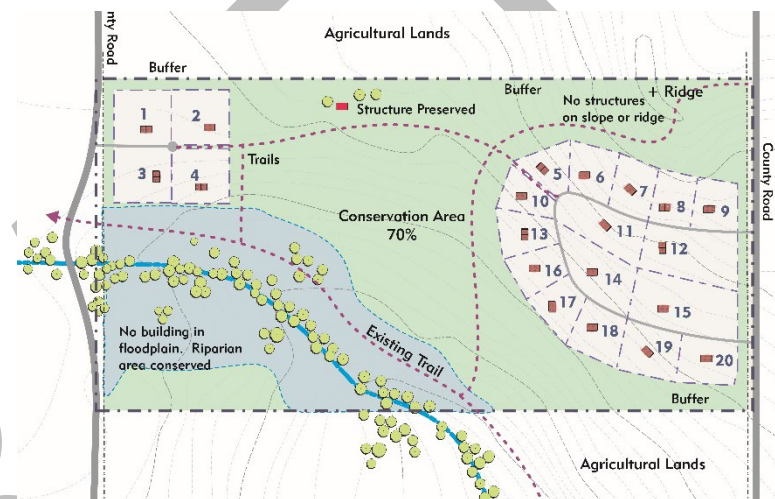 Agricultural Lands
nty Road
Buffer
Buffer
+ Ridge
No structures
on slope or ridge
Structure Preserved
1
2
3
4
Trails
County Road
5
6
7
8
9
10
11
12
13
14
15
16
17
18
19
20
Conservation Area
70%
No building in
floodplain. Riparian
area conserved
Existing Trail
Buffer
Agricultural Lands